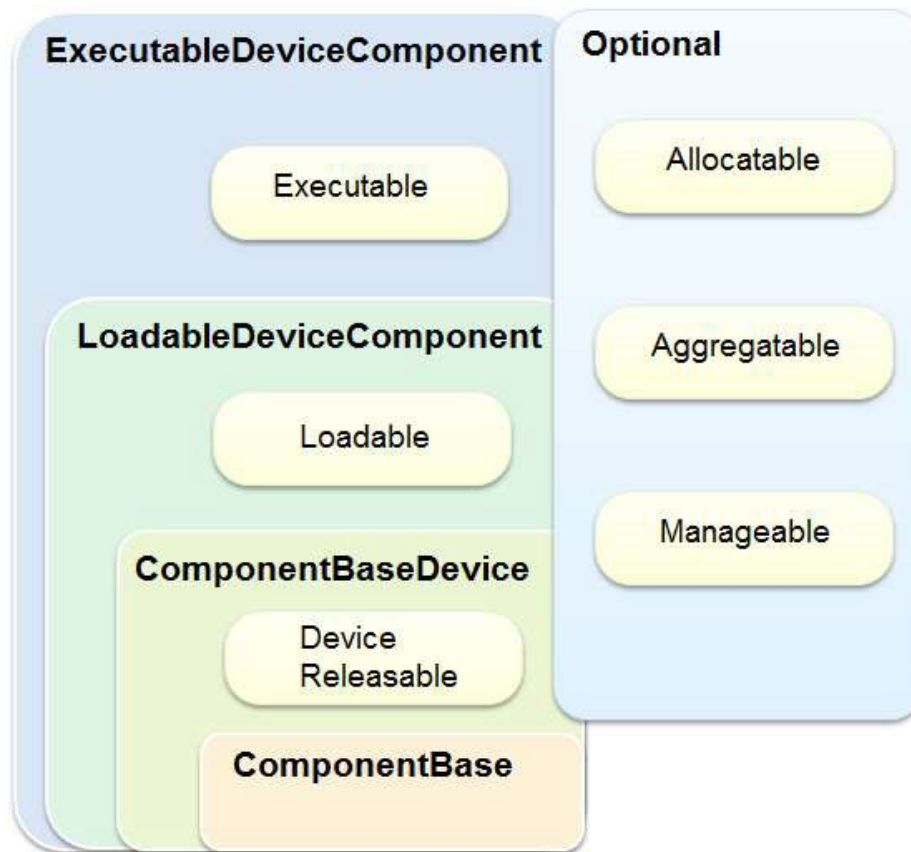 ExecutableDeviceComponent
Executable
LoadableDeviceComponent
Loadable
ComponentBaseDevice
Device
Releasable
ComponentBase
Optional
Allocatable
Aggregatable
Manageable